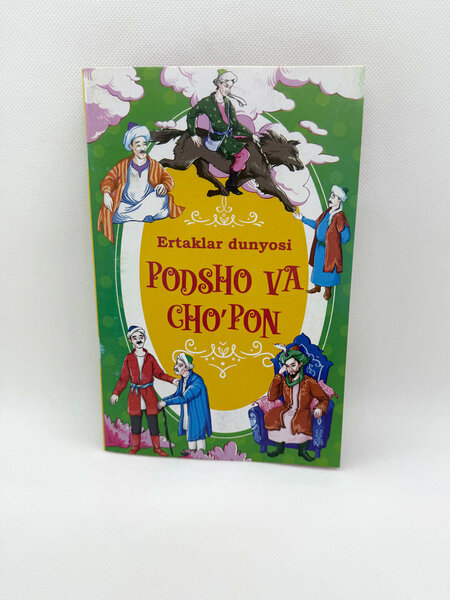 Ertaklar dunyosi
PODSHO VA
CHO'PON